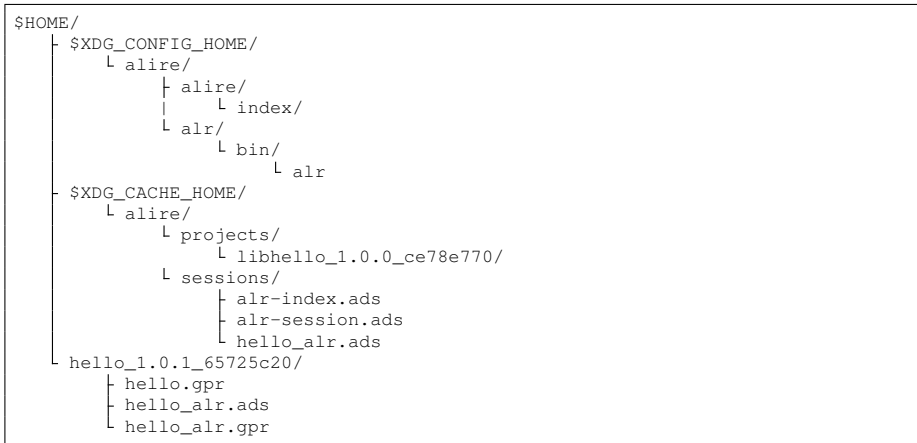 $HOME/
    ├ $XDG_CONFIG_HOME/
    │    └ alire/
    │         ├ alire/
    │         |    └ index/
    │         └ alr/
    │              └ bin/
    │                   └ alr
    ├ $XDG_CACHE_HOME/
    │    └ alire/
    │         └ projects/
    │              └ libhello_1.0.0_ce78e770/
    │         └ sessions/
    │              ├ alr-index.ads
    │              ├ alr-session.ads
    │              └ hello_alr.ads
    └ hello_1.0.1_65725c20/
         ├ hello.gpr
         ├ hello_alr.ads
         └ hello_alr.gpr